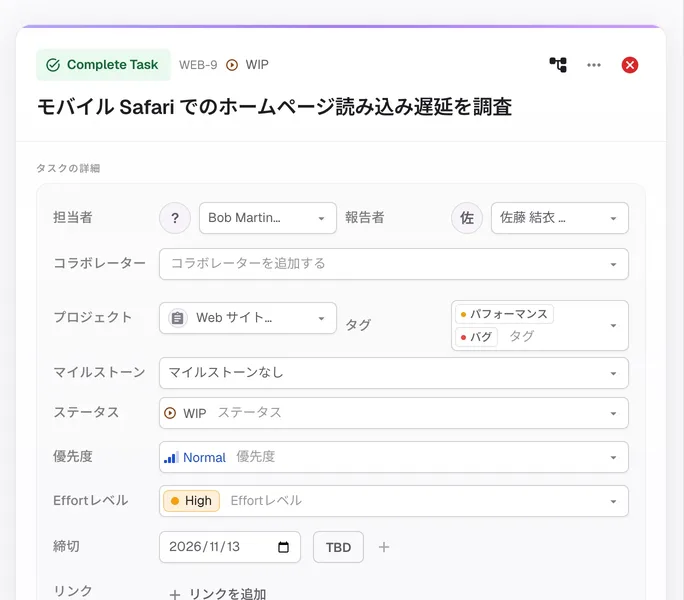 Complete Task WEB-9 WIP
モバイル Safari でのホームページ読み込み遅延を調査
タスクの詳細
担当者 ? Bob Martin... 報告者 佐 佐藤 結衣 ...
コラボレーター コラボレーターを追加する
プロジェクト Web サイト... タグ パフォーマンス
バグ タグ
マイルストーン マイルストーンなし
ステータス WIP ステータス
優先度 Normal 優先度
Effortレベル High Effortレベル
締切 2026/11/13 TBD +
リンク + リンクを追加